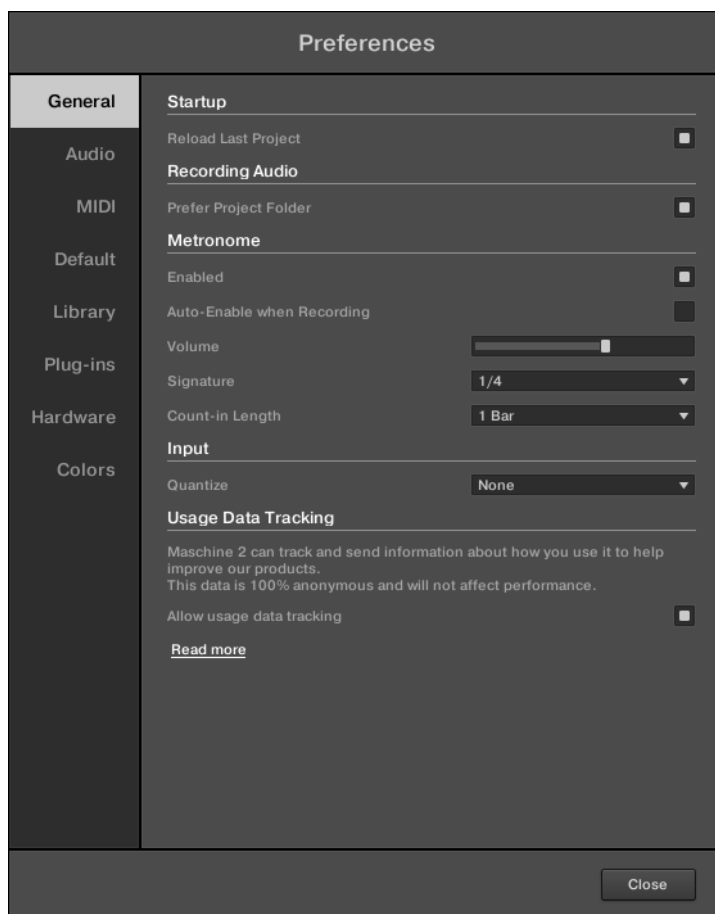 Preferences
General
Audio
MIDI
Default
Library
Plug-ins
Hardware
Colors
Startup
Reload Last Project
Recording Audio
Prefer Project Folder
Metronome
Enabled
Auto-Enable when Recording
Volume
Signature 1/4
Count-in Length 1 Bar
Input
Quantize None
Usage Data Tracking
Maschine 2 can track and send information about how you use it to help
improve our products.
This data is 100% anonymous and will not affect performance.
Allow usage data tracking
Read more
Close